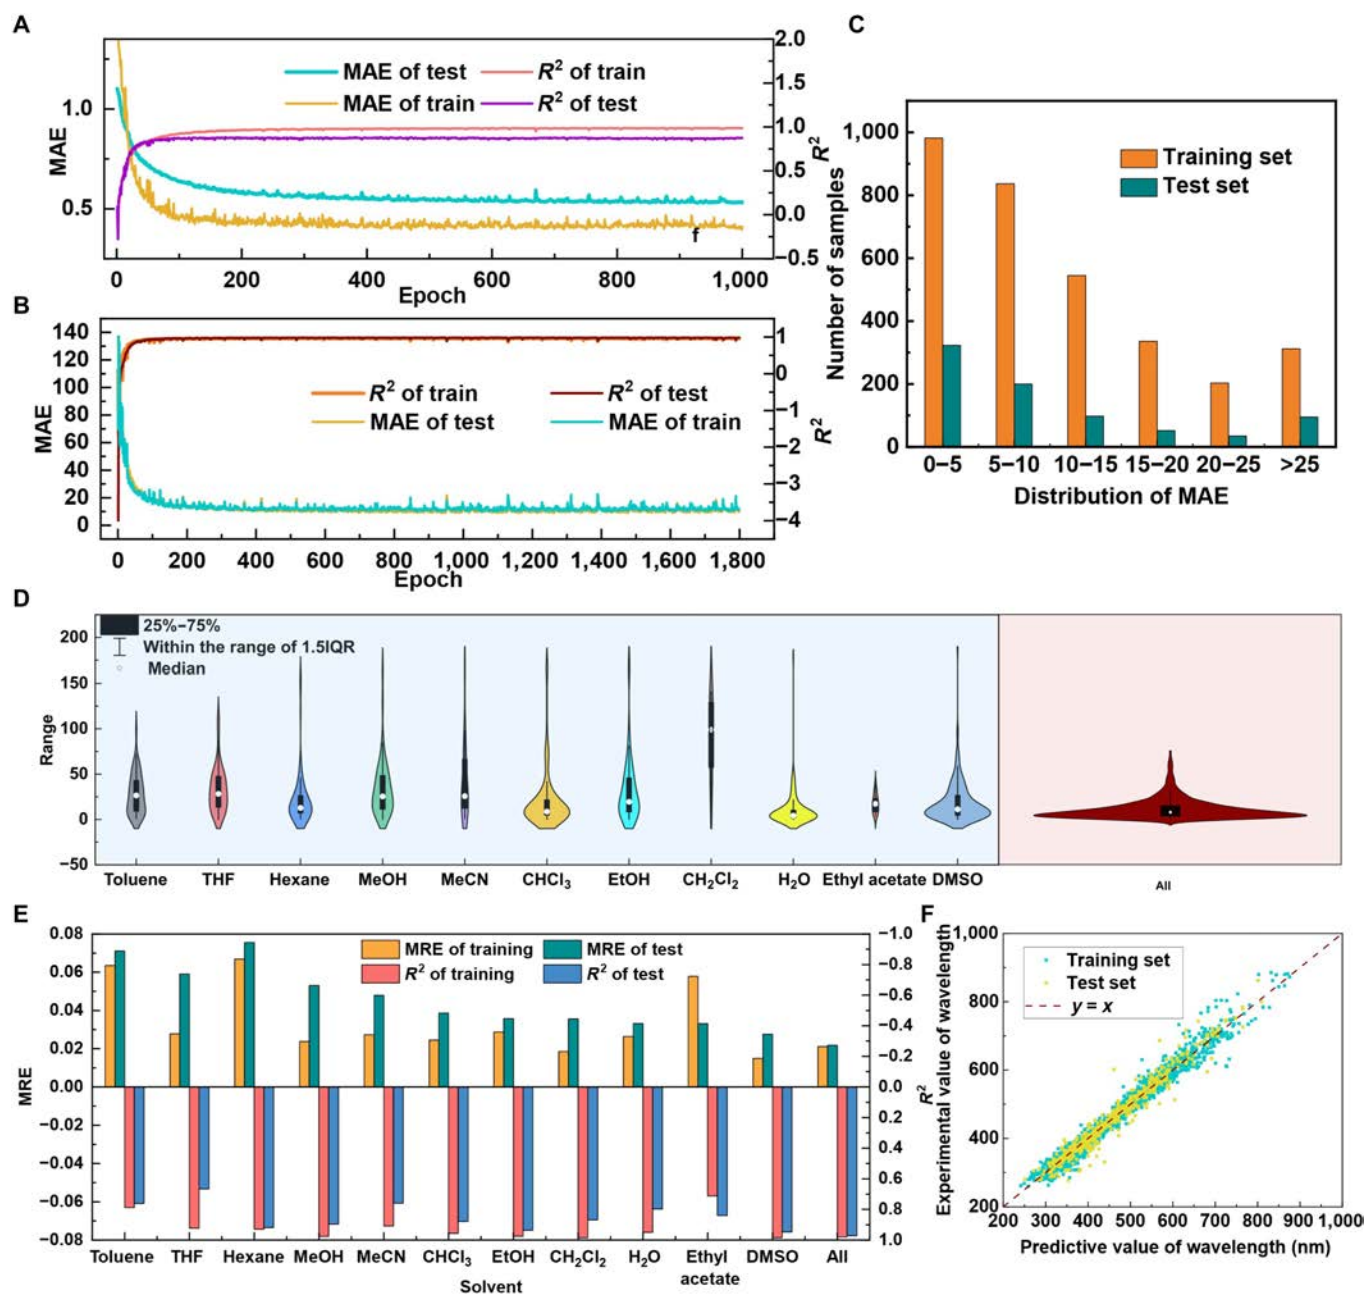 A
MAE of test
R² of train
MAE of train
R² of test
2.0
1.5
1.0
0.5
0.0
−0.5
1.0
0.5
MAE
R²
f
0
200
400
600
800
1,000
Epoch
B
140
120
100
80
60
40
20
0
MAE
R² of train
R² of test
MAE of test
MAE of train
1
0
−1
−2
−3
−4
R²
0
200
400
600
800
1,000
1,200
1,400
1,600
1,800
Epoch
C
1,000
800
600
400
200
0
Number of samples
Training set
Test set
0−5
5−10
10−15
15−20
20−25
>25
Distribution of MAE
D
200
150
100
50
0
−50
Range
25%−75%
Within the range of 1.5IQR
Median
Toluene
THF
Hexane
MeOH
MeCN
CHCl₃
EtOH
CH₂Cl₂
H₂O
Ethyl acetate
DMSO
All
E
0.08
0.06
0.04
0.02
0.00
−0.02
−0.04
−0.06
−0.08
MRE
MRE of training
MRE of test
R² of training
R² of test
−1.0
−0.8
−0.6
−0.4
−0.2
0.0
0.2
0.4
0.6
0.8
1.0
R²
Toluene
THF
Hexane
MeOH
MeCN
CHCl₃
EtOH
CH₂Cl₂
H₂O
Ethyl
acetate
DMSO
All
Solvent
F
1,000
800
600
400
200
Experimental value of wavelength
Training set
Test set
y = x
200
300
400
500
600
700
800
900
1,000
Predictive value of wavelength (nm)